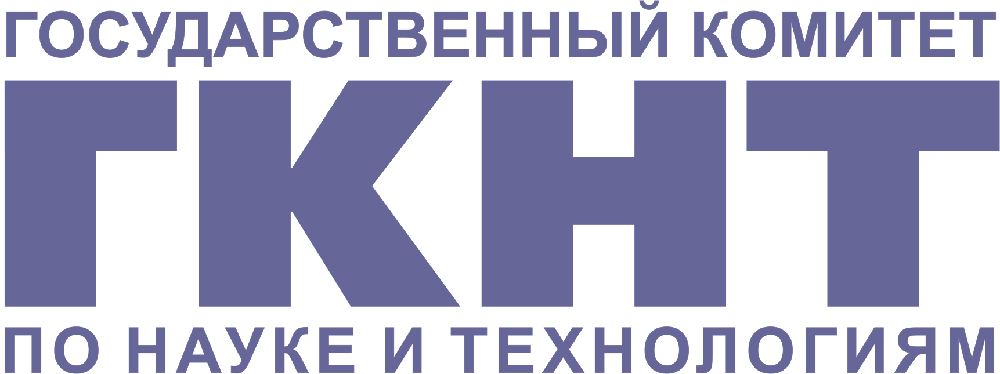 ГОСУДАРСТВЕННЫЙ КОМИТЕТ
ГКНТ
ПО НАУКЕ И ТЕХНОЛОГИЯМ